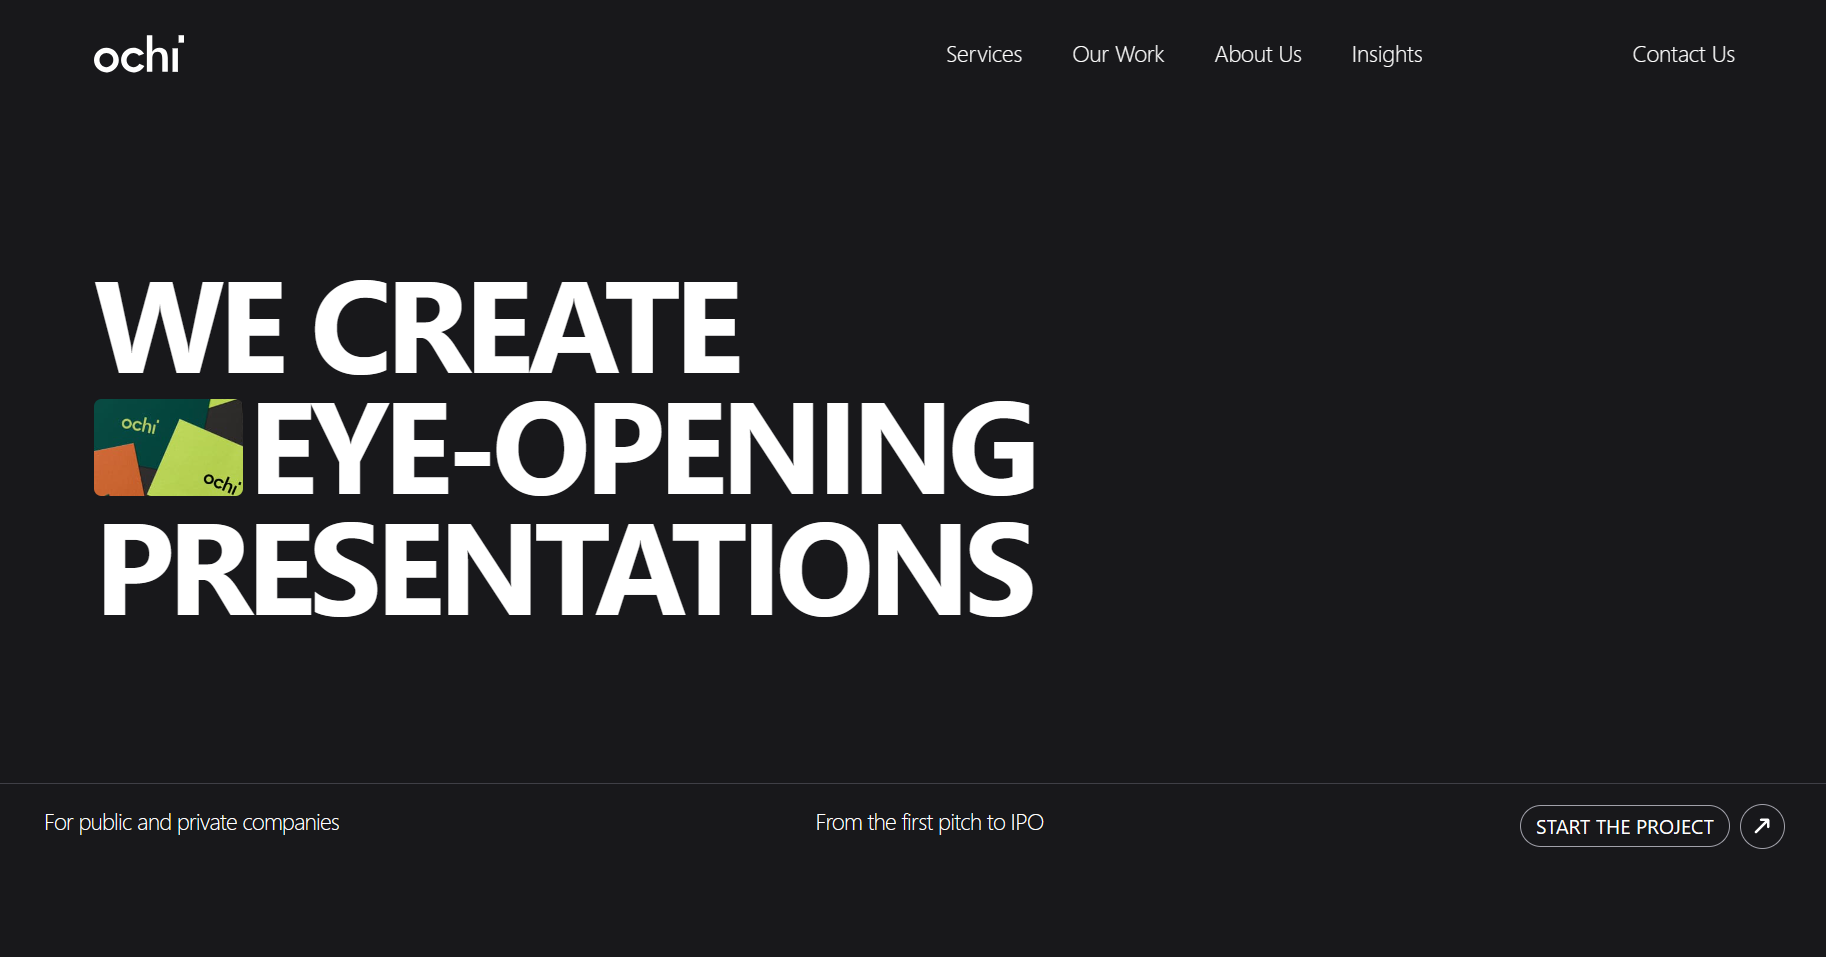 ochi
Services Our Work About Us Insights Contact Us
WE CREATE
ochi
ochi
EYE-OPENING
PRESENTATIONS
For public and private companies From the first pitch to IPO START THE PROJECT